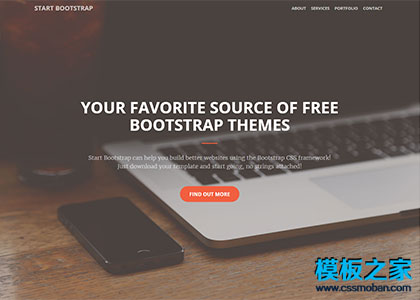 START BOOTSTRAP
ABOUT SERVICES PORTFOLIO CONTACT
YOUR FAVORITE SOURCE OF FREE
BOOTSTRAP THEMES
Start Bootstrap can help you build better websites using the Bootstrap CSS framework!
Just download your template and start going, no strings attached!
FIND OUT MORE
模板之家
www.cssmoban.com